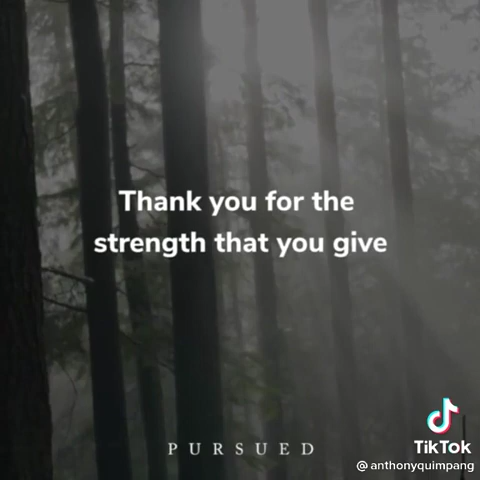 Thank you for the
strength that you give
PURSUED
TikTok
@anthonyquimpang